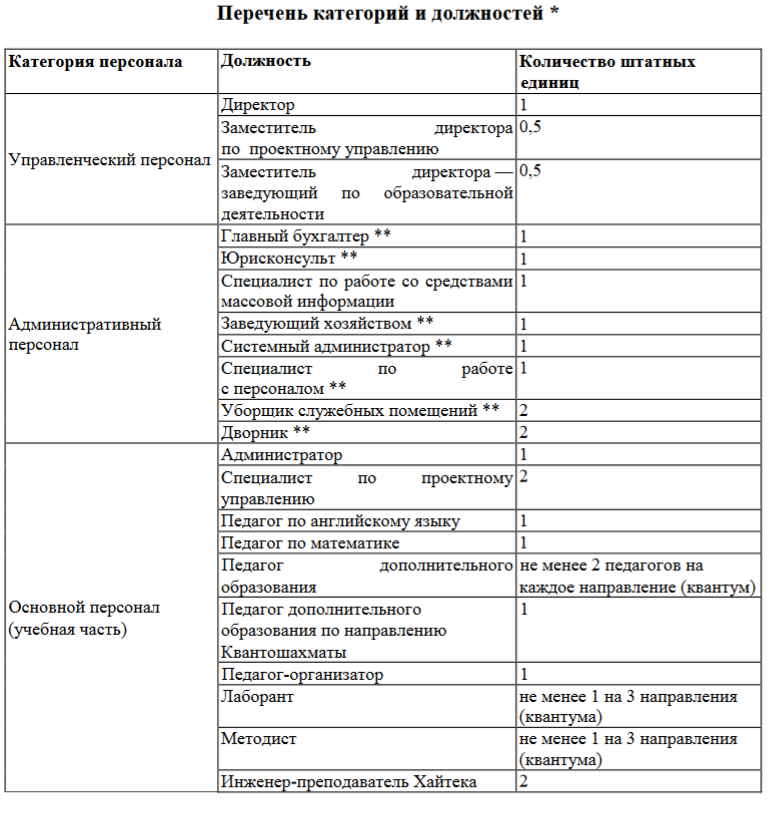 Перечень категорий и должностей *
Категория персонала
Должность
Количество штатных
единиц
Управленческий персонал
Директор
1
Заместитель директора
по проектному управлению
0,5
Заместитель директора —
заведующий по образовательной
деятельности
0,5
Административный
персонал
Главный бухгалтер **
1
Юрисконсульт **
1
Специалист по работе со средствами
массовой информации
1
Заведующий хозяйством **
1
Системный администратор **
1
Специалист по работе
с персоналом **
1
Уборщик служебных помещений **
2
Дворник **
2
Основной персонал
(учебная часть)
Администратор
1
Специалист по проектному
управлению
2
Педагог по английскому языку
1
Педагог по математике
1
Педагог дополнительного
образования
не менее 2 педагогов на
каждое направление (квантум)
Педагог дополнительного
образования по направлению
Квантошахматы
1
Педагог-организатор
1
Лаборант
не менее 1 на 3 направления
(квантума)
Методист
не менее 1 на 3 направления
(квантума)
Инженер-преподаватель Хайтека
2